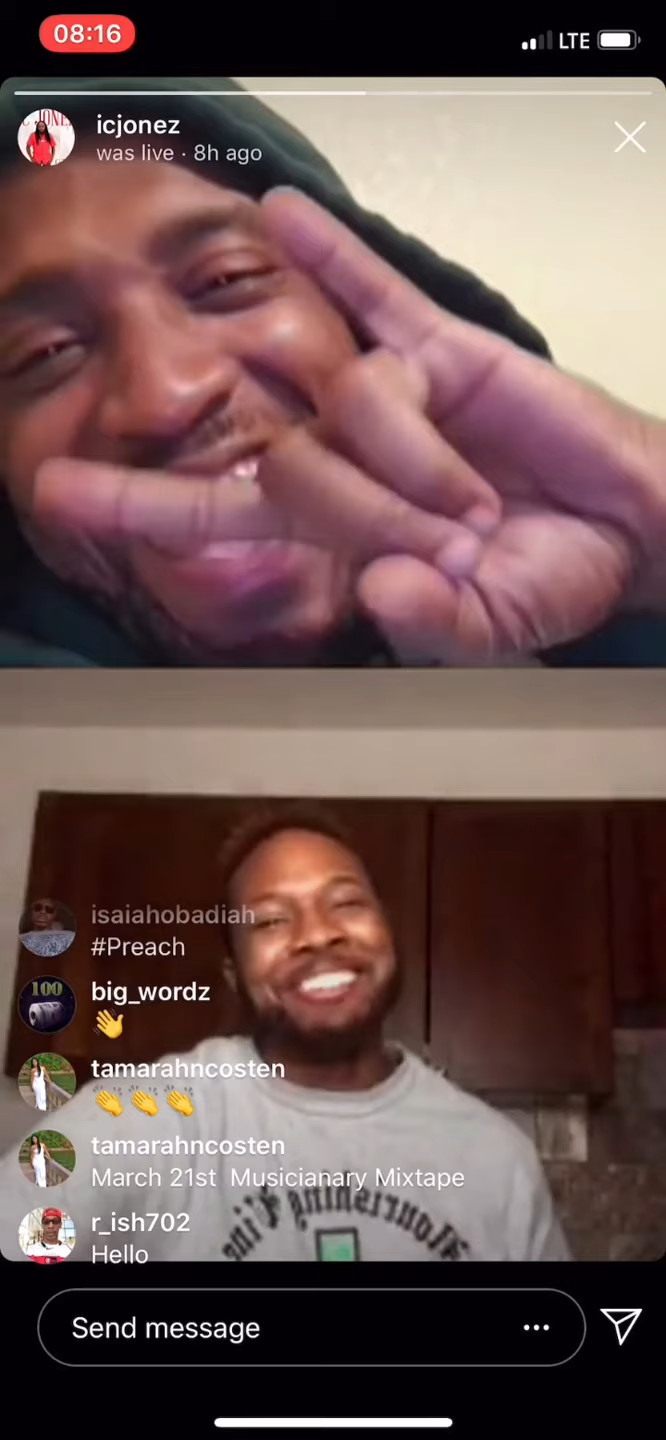 08:16
LTE
icjonez
was live · 8h ago
isaiahobadiah
#Preach
big_wordz
100
👋
tamarahncosten
👏👏👏
tamarahncosten
March 21st Musicianary Mixtape
r_ish702
Hello
Send message